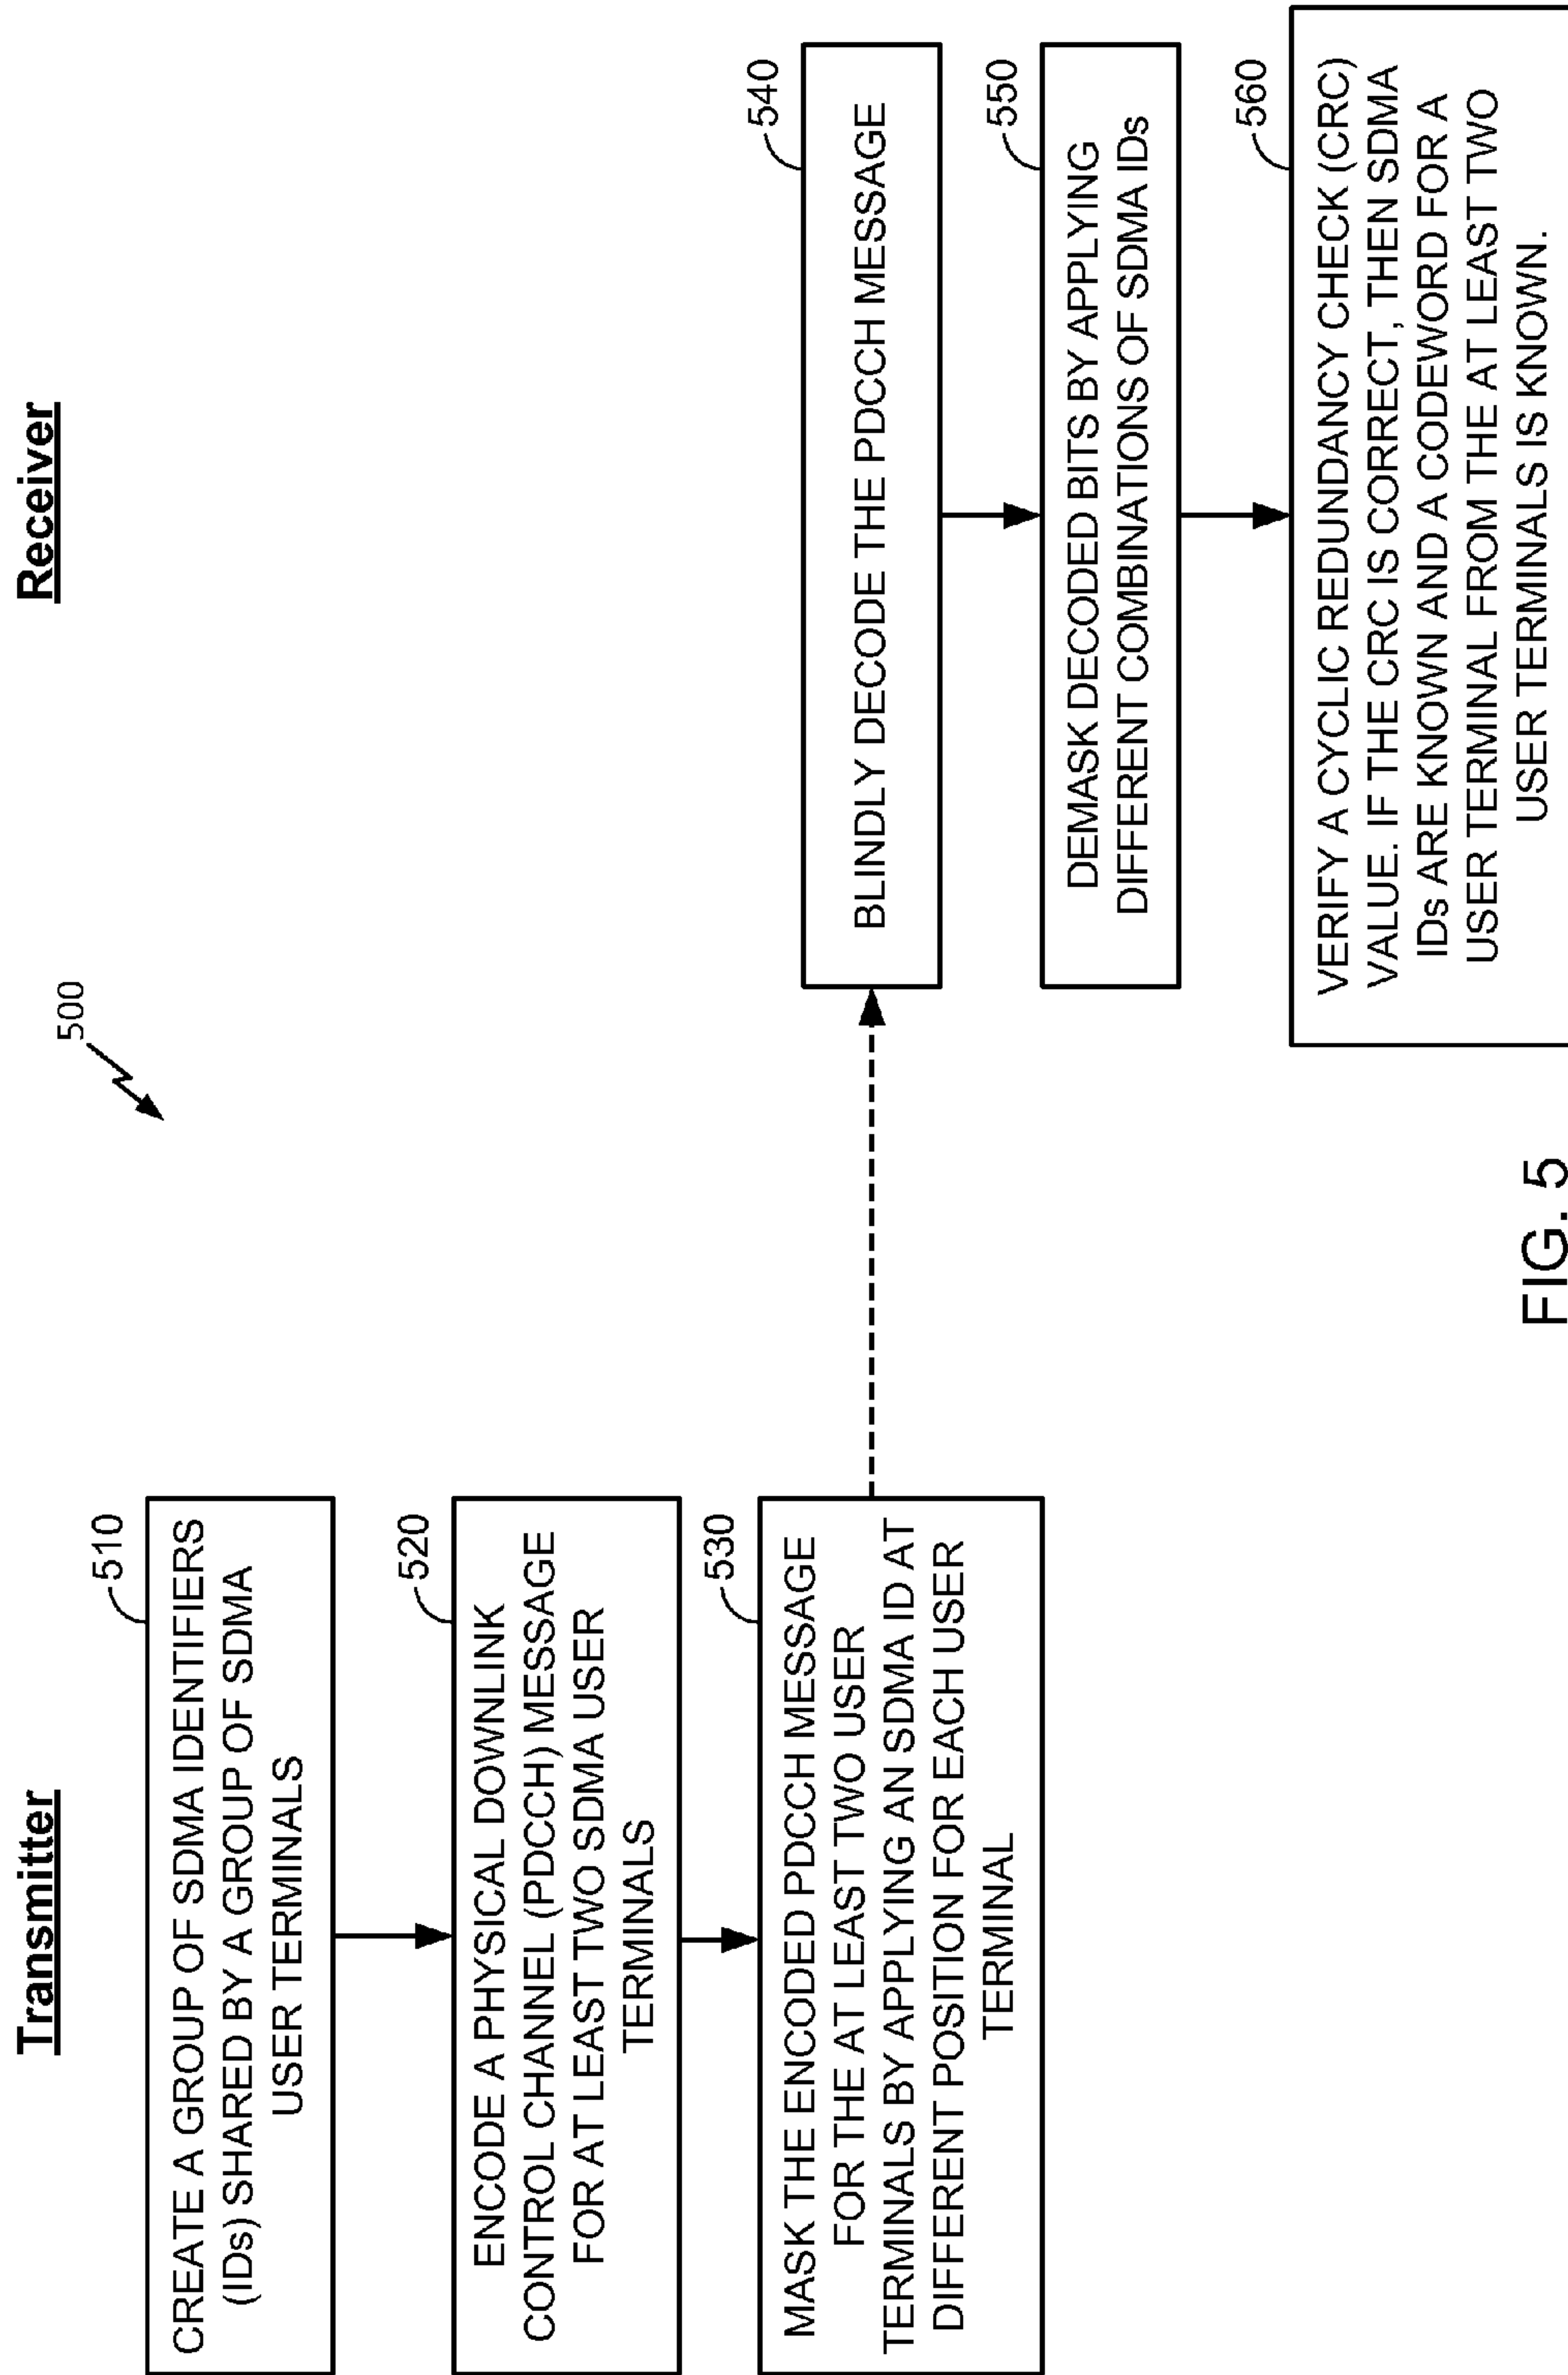 Transmitter
Receiver
500
510
CREATE A GROUP OF SDMA IDENTIFIERS
(IDs) SHARED BY A GROUP OF SDMA
USER TERMINALS
520
ENCODE A PHYSICAL DOWNLINK
CONTROL CHANNEL (PDCCH) MESSAGE
FOR AT LEAST TWO SDMA USER
TERMINALS
530
MASK THE ENCODED PDCCH MESSAGE
FOR THE AT LEAST TWO USER
TERMINALS BY APPLYING AN SDMA ID AT
DIFFERENT POSITION FOR EACH USER
TERMINAL
540
BLINDLY DECODE THE PDCCH MESSAGE
550
DEMASK DECODED BITS BY APPLYING
DIFFERENT COMBINATIONS OF SDMA IDs
560
VERIFY A CYCLIC REDUNDANCY CHECK (CRC)
VALUE. IF THE CRC IS CORRECT, THEN SDMA
IDs ARE KNOWN AND A CODEWORD FOR A
USER TERMINAL FROM THE AT LEAST TWO
USER TERMINALS IS KNOWN.
FIG. 5